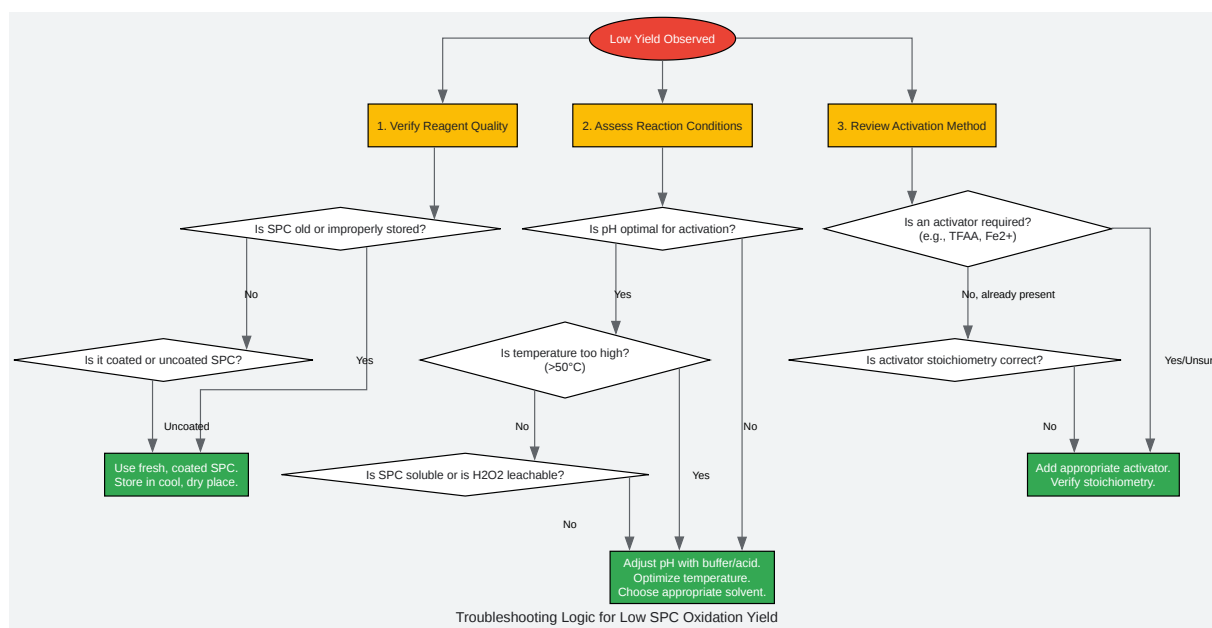 Low Yield Observed
1. Verify Reagent Quality
2. Assess Reaction Conditions
3. Review Activation Method
Is SPC old or improperly stored?
Is pH optimal for activation?
Is an activator required?
(e.g., TFAA, Fe2+)
No
Yes
No, already present
Is it coated or uncoated SPC?
Yes
Is temperature too high?
(>50°C)
Is activator stoichiometry correct?
Yes/Unsur
Uncoated
No
No
No
Use fresh, coated SPC.
Store in cool, dry place.
Is SPC soluble or is H2O2 leachable?
Yes
Add appropriate activator.
Verify stoichiometry.
No
Adjust pH with buffer/acid.
Optimize temperature.
Choose appropriate solvent.
Troubleshooting Logic for Low SPC Oxidation Yield